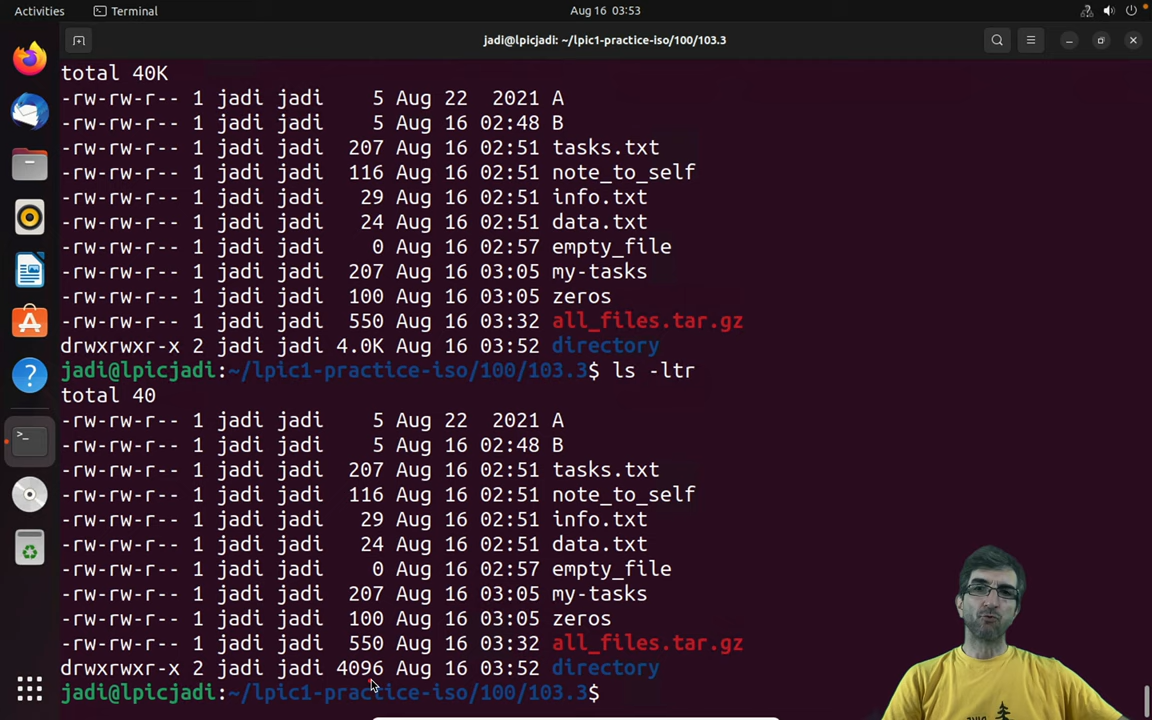 Activities Terminal Aug 16 03:53
jadi@lpicjadi: ~/lpic1-practice-iso/100/103.3
total 40K
-rw-rw-r-- 1 jadi jadi 5 Aug 22 2021 A
-rw-rw-r-- 1 jadi jadi 5 Aug 16 02:48 B
-rw-rw-r-- 1 jadi jadi 207 Aug 16 02:51 tasks.txt
-rw-rw-r-- 1 jadi jadi 116 Aug 16 02:51 note_to_self
-rw-rw-r-- 1 jadi jadi 29 Aug 16 02:51 info.txt
-rw-rw-r-- 1 jadi jadi 24 Aug 16 02:51 data.txt
-rw-rw-r-- 1 jadi jadi 0 Aug 16 02:57 empty_file
-rw-rw-r-- 1 jadi jadi 207 Aug 16 03:05 my-tasks
-rw-rw-r-- 1 jadi jadi 100 Aug 16 03:05 zeros
-rw-rw-r-- 1 jadi jadi 550 Aug 16 03:32 all_files.tar.gz
drwxrwxr-x 2 jadi jadi 4.0K Aug 16 03:52 directory
jadi@lpicjadi:~/lpic1-practice-iso/100/103.3$ ls -ltr
total 40
-rw-rw-r-- 1 jadi jadi 5 Aug 22 2021 A
-rw-rw-r-- 1 jadi jadi 5 Aug 16 02:48 B
-rw-rw-r-- 1 jadi jadi 207 Aug 16 02:51 tasks.txt
-rw-rw-r-- 1 jadi jadi 116 Aug 16 02:51 note_to_self
-rw-rw-r-- 1 jadi jadi 29 Aug 16 02:51 info.txt
-rw-rw-r-- 1 jadi jadi 24 Aug 16 02:51 data.txt
-rw-rw-r-- 1 jadi jadi 0 Aug 16 02:57 empty_file
-rw-rw-r-- 1 jadi jadi 207 Aug 16 03:05 my-tasks
-rw-rw-r-- 1 jadi jadi 100 Aug 16 03:05 zeros
-rw-rw-r-- 1 jadi jadi 550 Aug 16 03:32 all_files.tar.gz
drwxrwxr-x 2 jadi jadi 4096 Aug 16 03:52 directory
jadi@lpicjadi:~/lpic1-practice-iso/100/103.3$